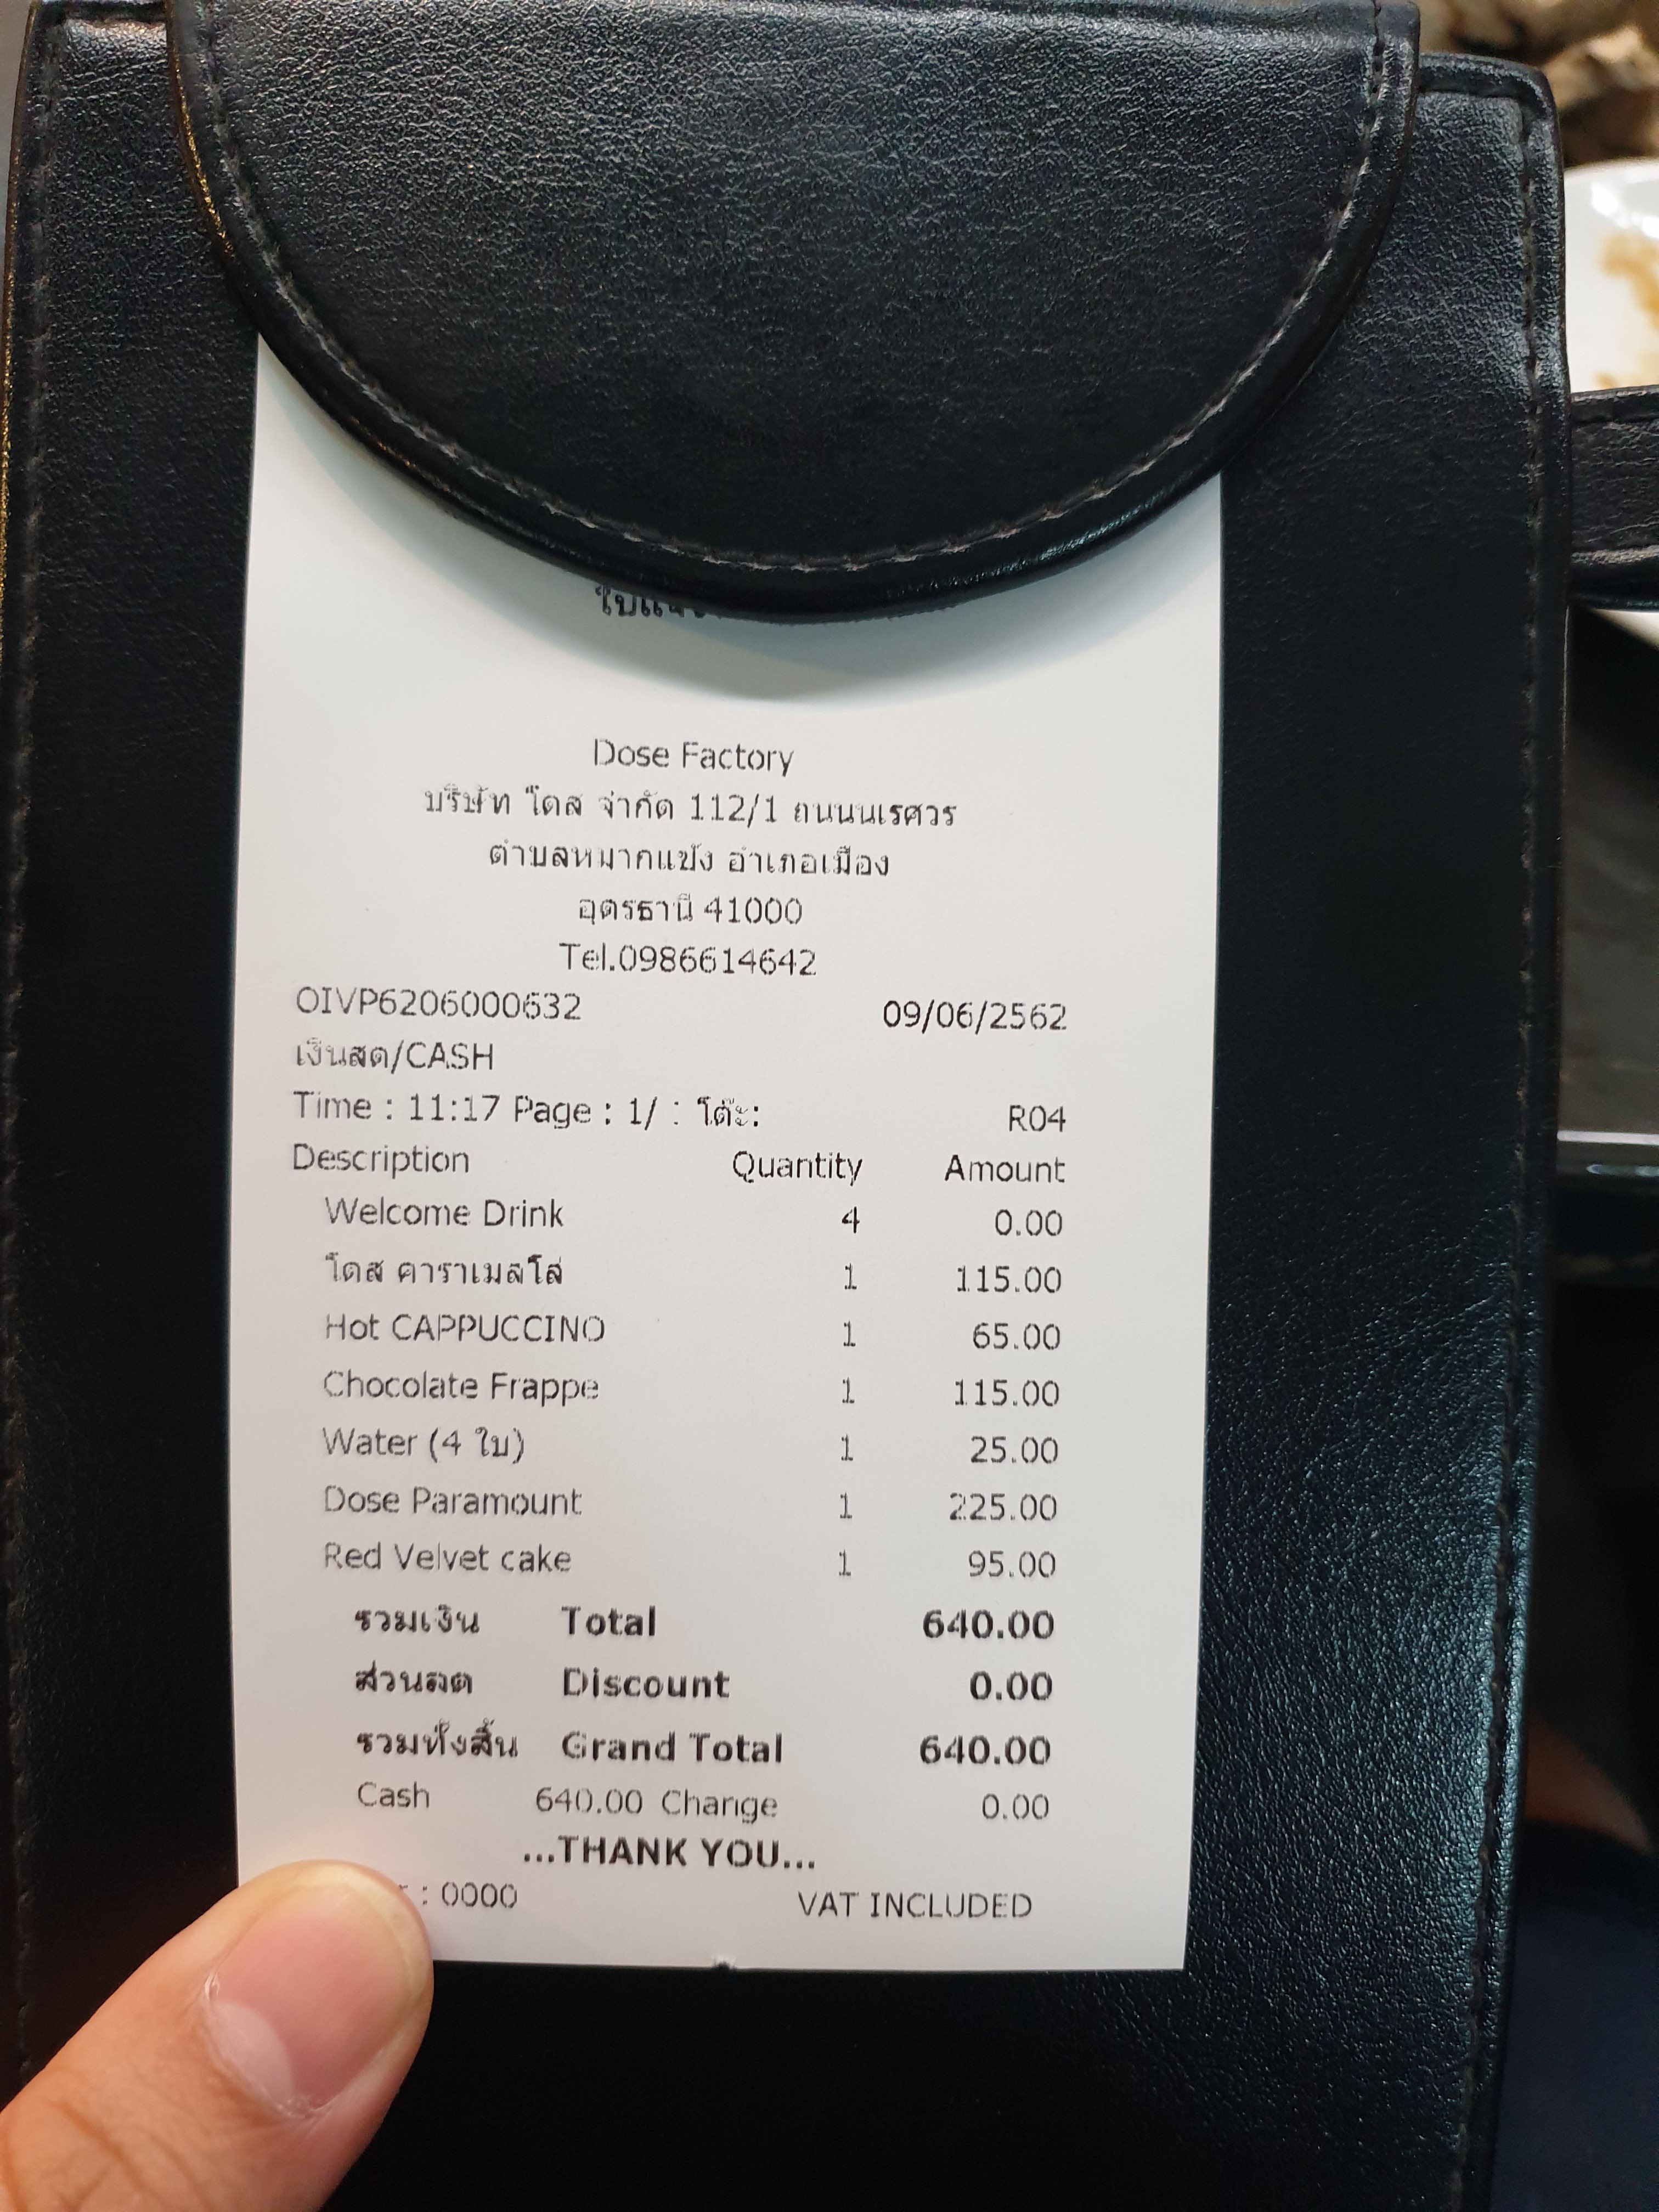 Dose Factory
บริษัท โดส จำกัด 112/1 ถนนนเรศวร
ตำบลหมากแข้ง อำเภอเมือง
อุดรธานี 41000
Tel.0986614642
OIVP6206000632 09/06/2562
เงินสด/CASH
Time : 11:17 Page : 1/ : โต๊ะ: R04
Description Quantity Amount
Welcome Drink 4 0.00
โดส คาราเมลโล่ 1 115.00
Hot CAPPUCCINO 1 65.00
Chocolate Frappe 1 115.00
Water (4 ใบ) 1 25.00
Dose Paramount 1 225.00
Red Velvet cake 1 95.00
รวมเงิน Total 640.00
ส่วนลด Discount 0.00
รวมทั้งสิ้น Grand Total 640.00
Cash 640.00 Change 0.00
...THANK YOU...
: 0000 VAT INCLUDED